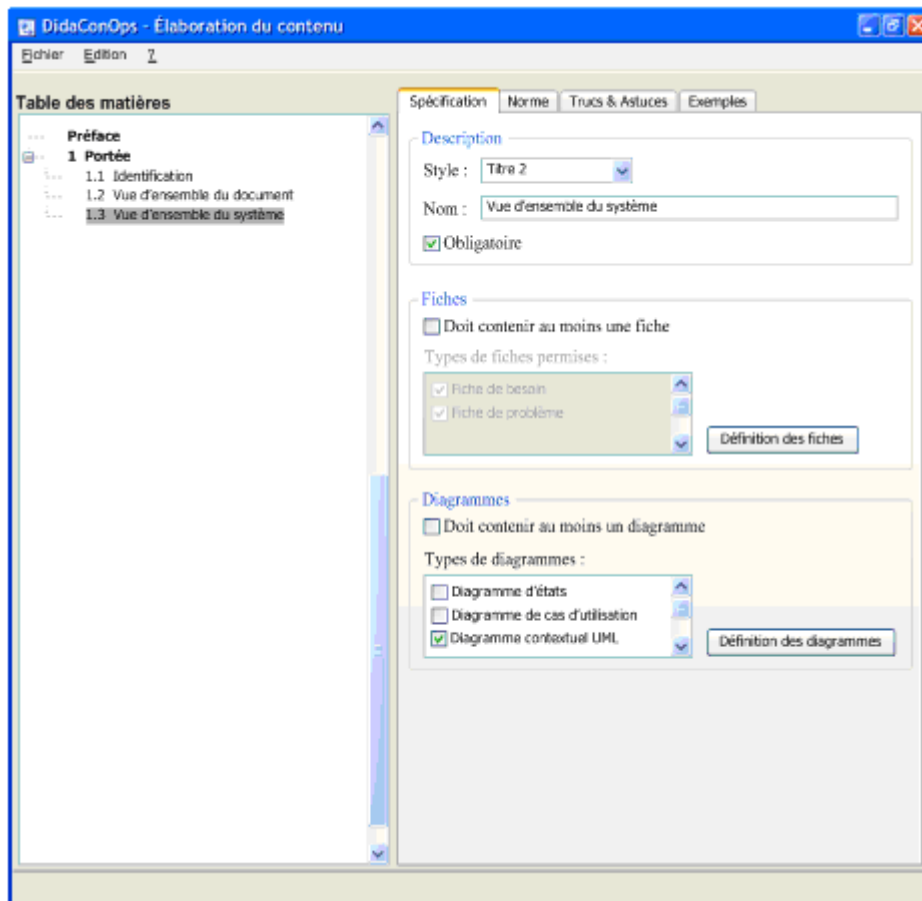 DidaConOps - Élaboration du contenu
Fichier Edition ?
Table des matières
Préface
1 Portée
1.1 Identification
1.2 Vue d'ensemble du document
1.3 Vue d'ensemble du système
Spécification Norme Trucs & Astuces Exemples
Description
Style : Titre 2
Nom : Vue d'ensemble du système
Obligatoire
Fiches
Doit contenir au moins une fiche
Types de fiches permises :
Fiche de besoin
Fiche de problème
Définition des fiches
Diagrammes
Doit contenir au moins un diagramme
Types de diagrammes :
Diagramme d'états
Diagramme de cas d'utilisation
Diagramme contextuel UML
Définition des diagrammes